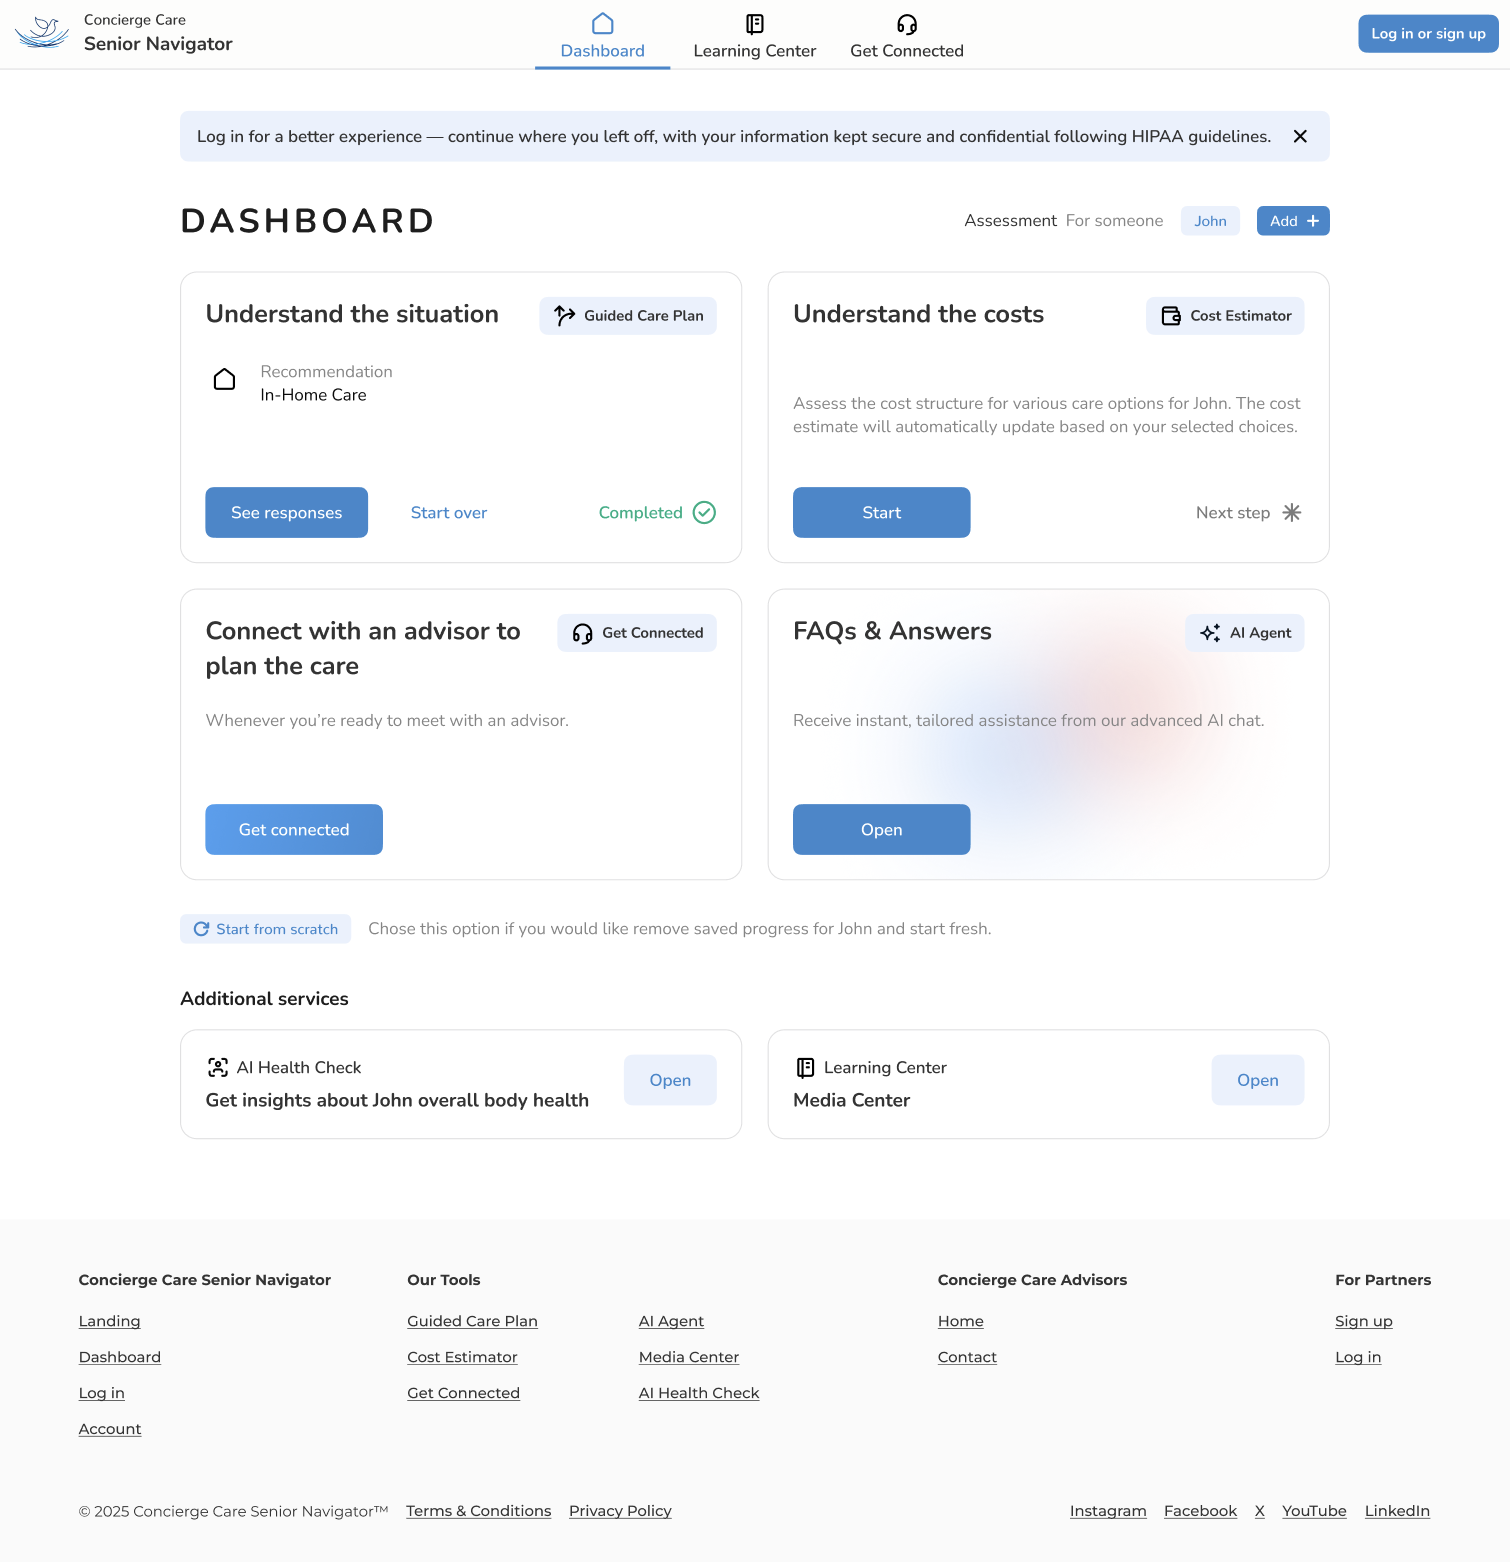 Concierge Care
Senior Navigator
Dashboard
Learning Center
Get Connected
Log in or sign up
Log in for a better experience — continue where you left off, with your information kept secure and confidential following HIPAA guidelines.
DASHBOARD
Assessment For someone
John
Add
Understand the situation
Guided Care Plan
Recommendation
In-Home Care
See responses
Start over
Completed
Understand the costs
Cost Estimator
Assess the cost structure for various care options for John. The cost
estimate will automatically update based on your selected choices.
Start
Next step
Connect with an advisor to
plan the care
Get Connected
Whenever you’re ready to meet with an advisor.
Get connected
FAQs & Answers
AI Agent
Receive instant, tailored assistance from our advanced AI chat.
Open
Start from scratch
Chose this option if you would like remove saved progress for John and start fresh.
Additional services
AI Health Check
Get insights about John overall body health
Open
Learning Center
Media Center
Open
Concierge Care Senior Navigator
Landing
Dashboard
Log in
Account
Our Tools
Guided Care Plan
Cost Estimator
Get Connected
AI Agent
Media Center
AI Health Check
Concierge Care Advisors
Home
Contact
For Partners
Sign up
Log in
© 2025 Concierge Care Senior Navigator™ Terms & Conditions Privacy Policy
Instagram Facebook X YouTube LinkedIn